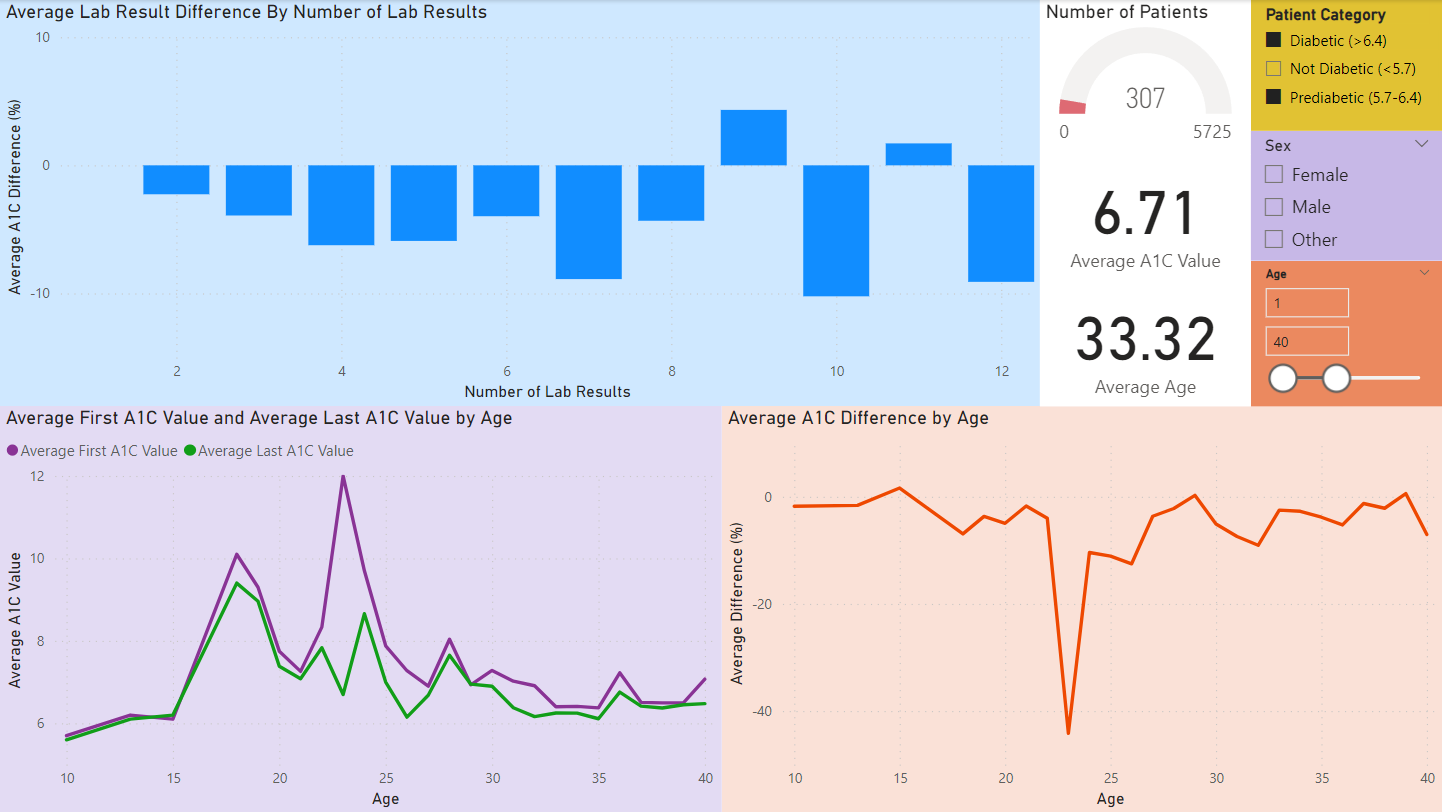 Average Lab Result Difference By Number of Lab Results
Average A1C Difference (%)
10
0
-10
2 4 6 8 10 12
Number of Lab Results
Number of Patients
307
0 5725
6.71
Average A1C Value
33.32
Average Age
Patient Category
Diabetic (>6.4)
Not Diabetic (<5.7)
Prediabetic (5.7-6.4)
Sex
Female
Male
Other
Age
1
40
Average First A1C Value and Average Last A1C Value by Age
Average First A1C Value Average Last A1C Value
Average A1C Value
12
10
8
6
10 15 20 25 30 35 40
Age
Average A1C Difference by Age
Average Difference (%)
0
-20
-40
10 15 20 25 30 35 40
Age